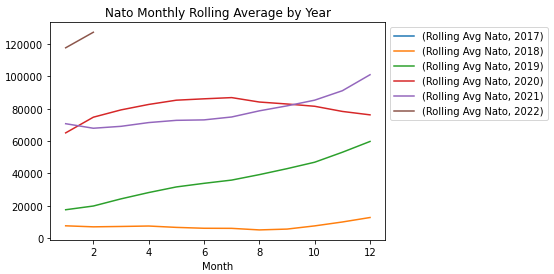 Nato Monthly Rolling Average by Year
120000
100000
80000
60000
40000
20000
0
2 4 6 8 10 12
Month
(Rolling Avg Nato, 2017)
(Rolling Avg Nato, 2018)
(Rolling Avg Nato, 2019)
(Rolling Avg Nato, 2020)
(Rolling Avg Nato, 2021)
(Rolling Avg Nato, 2022)